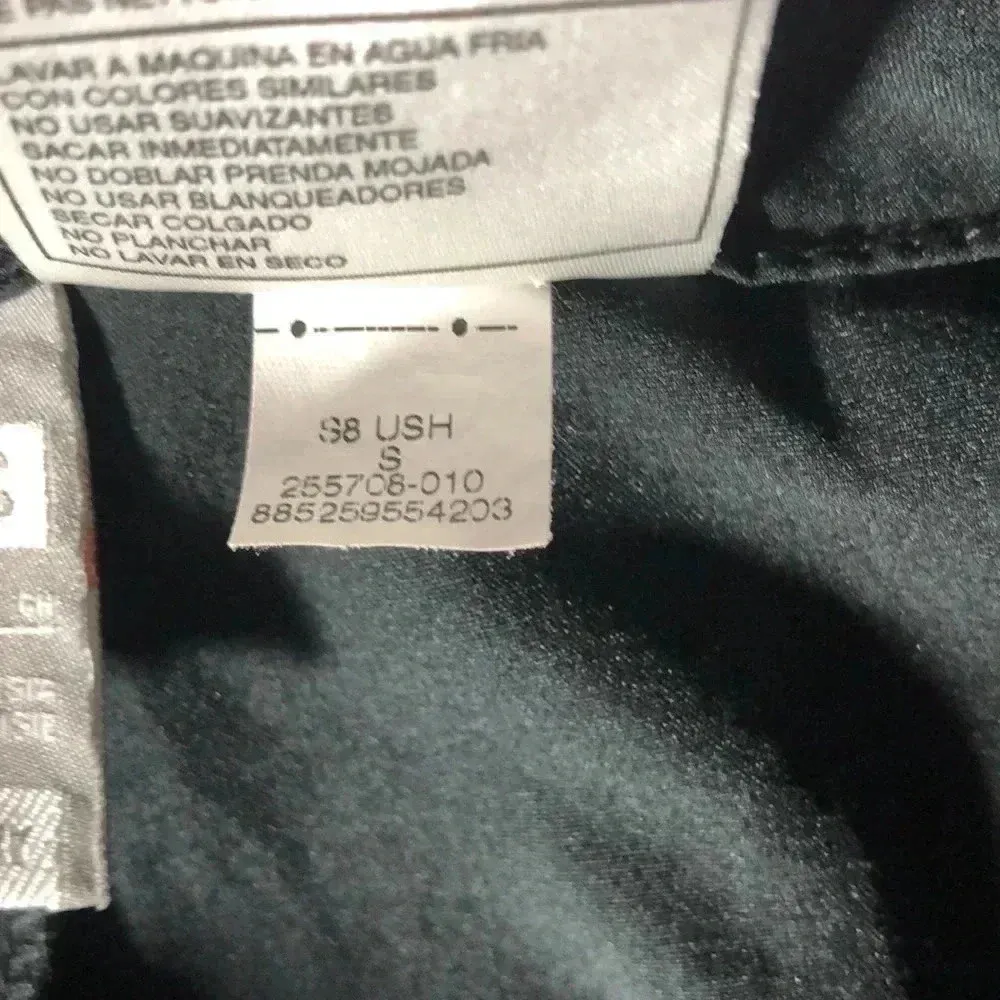 E PAS
LAVAR A MAQUINA EN AGUA FRIA
CON COLORES SIMILARES
NO USAR SUAVIZANTES
SACAR INMEDIATAMENTE
NO DOBLAR PRENDA MOJADA
NO USAR BLANQUEADORES
SECAR COLGADO
NO PLANCHAR
NO LAVAR EN SECO
S8 USH
S
255708-010
885259554203